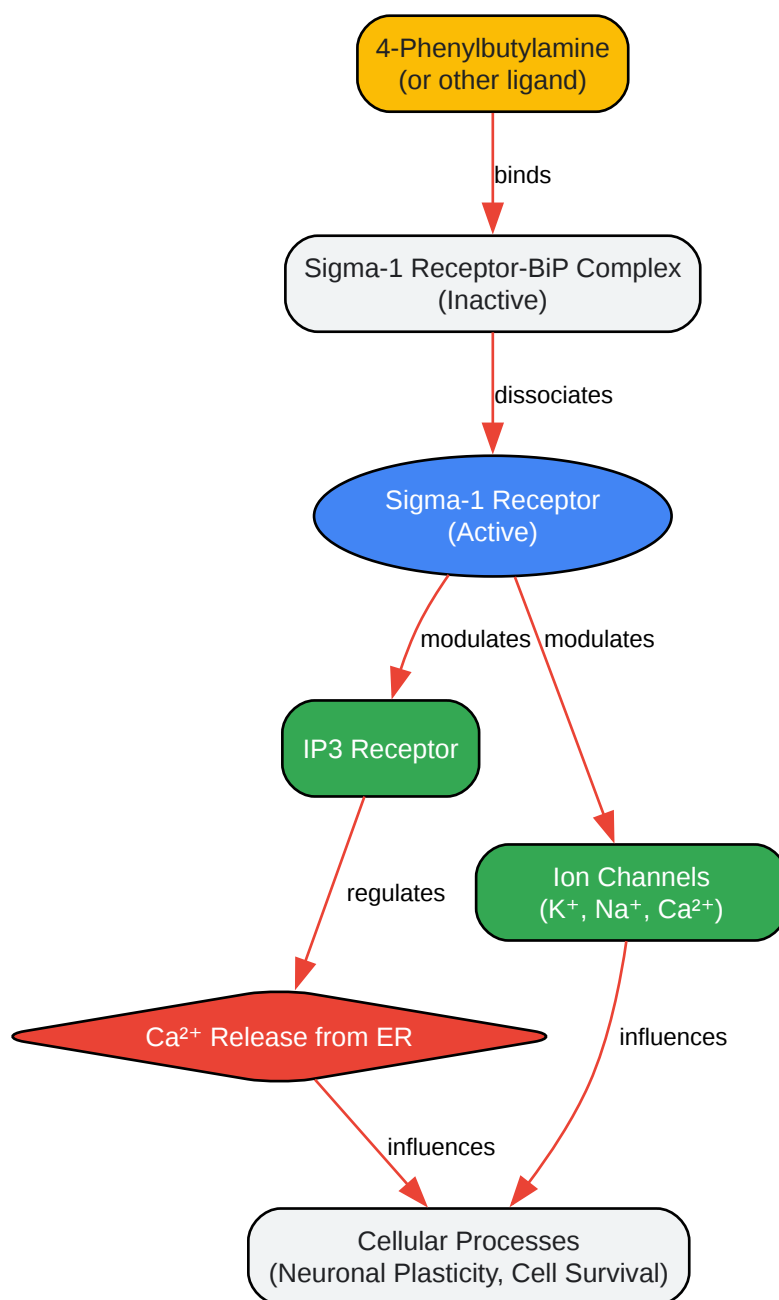 4-Phenylbutylamine
(or other ligand)
binds
Sigma-1 Receptor-BiP Complex
(Inactive)
dissociates
Sigma-1 Receptor
(Active)
modulates
modulates
IP3 Receptor
Ion Channels
(K⁺, Na⁺, Ca²⁺)
regulates
Ca²⁺ Release from ER
influences
influences
Cellular Processes
(Neuronal Plasticity, Cell Survival)